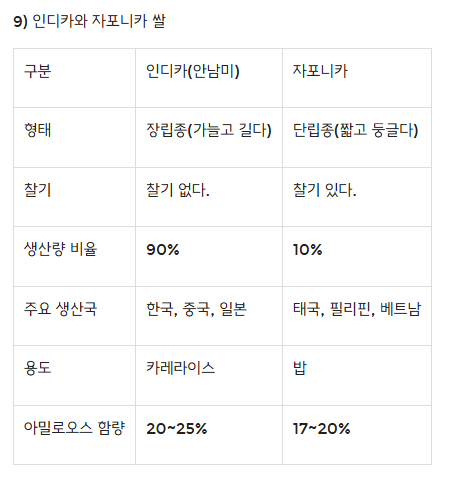 9) 인디카와 자포니카 쌀
구분 인디카(안남미) 자포니카
형태 장립종(가늘고 길다) 단립종(짧고 둥글다)
찰기 찰기 없다. 찰기 있다.
생산량 비율 90% 10%
주요 생산국 한국, 중국, 일본 태국, 필리핀, 베트남
용도 카레라이스 밥
아밀로오스 함량 20~25% 17~20%